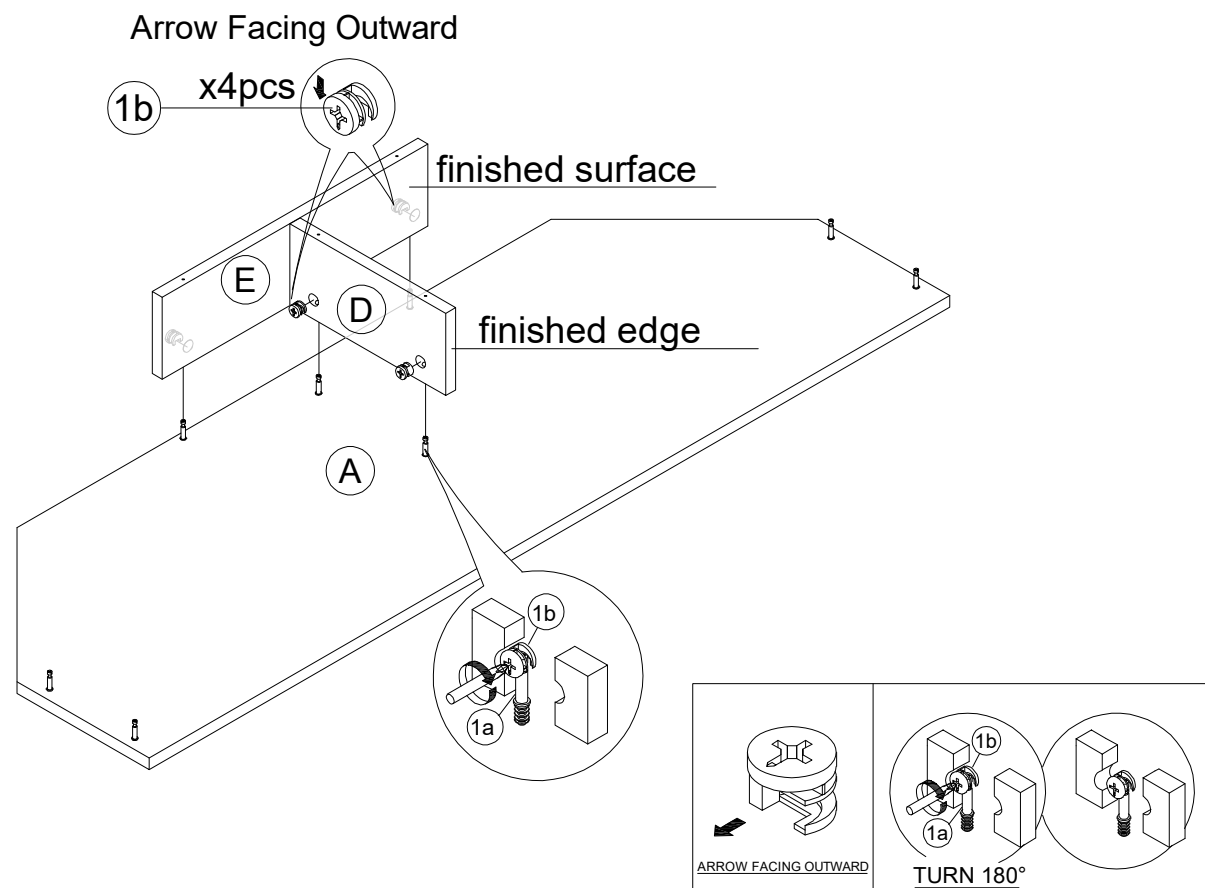 Arrow Facing Outward
x4pcs
1b
finished surface
E
D
finished edge
A
1b
1a
1b
1a
ARROW FACING OUTWARD
TURN 180°